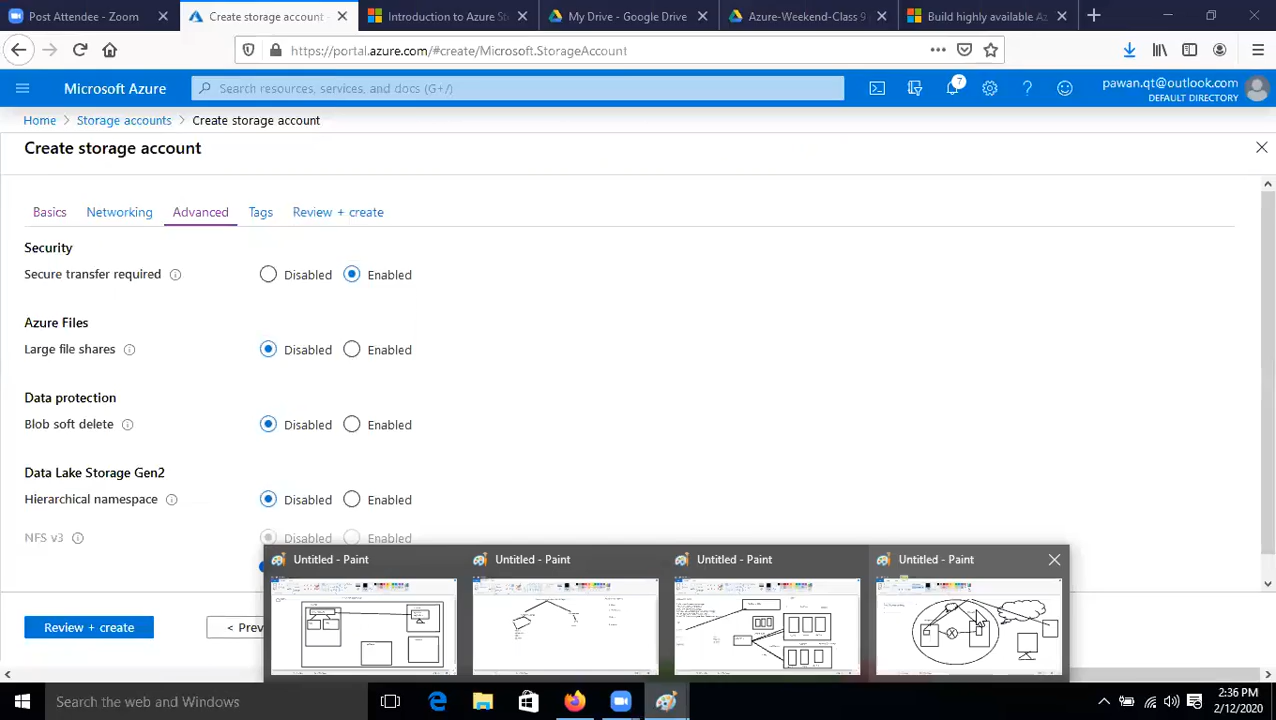 Post Attendee - Zoom
Create storage account -
Introduction to Azure St
My Drive - Google Drive
Azure-Weekend-Class 9
Build highly available Az
https://portal.azure.com/#create/Microsoft.StorageAccount
Microsoft Azure
Search resources, services, and docs (G+/)
7
pawan.qt@outlook.com
DEFAULT DIRECTORY
Home > Storage accounts > Create storage account
Create storage account
Basics Networking Advanced Tags Review + create
Security
Secure transfer required Disabled Enabled
Azure Files
Large file shares Disabled Enabled
Data protection
Blob soft delete Disabled Enabled
Data Lake Storage Gen2
Hierarchical namespace Disabled Enabled
NFS v3 Disabled Enabled
Untitled - Paint
Untitled - Paint
Untitled - Paint
Untitled - Paint
Review + create
< Prev
Search the web and Windows
2:36 PM
2/12/2020